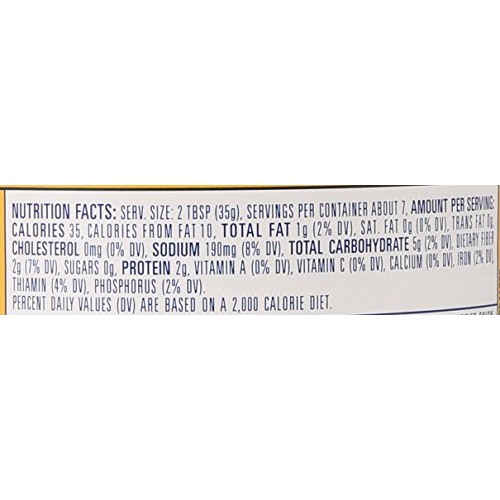 NUTRITION FACTS: SERV. SIZE: 2 TBSP (35g), SERVINGS PER CONTAINER ABOUT 7, AMOUNT PER SERVING:
CALORIES 35, CALORIES FROM FAT 10, TOTAL FAT 1g (2% DV), SAT. FAT 0g (0% DV), TRANS FAT 0g,
CHOLESTEROL 0mg (0% DV), SODIUM 190mg (8% DV), TOTAL CARBOHYDRATE 5g (2% DV), DIETARY FIBER
2g (7% DV), SUGARS 0g, PROTEIN 2g, VITAMIN A (0% DV), VITAMIN C (0% DV), CALCIUM (0% DV), IRON (2% DV),
THIAMIN (4% DV), PHOSPHORUS (2% DV).
PERCENT DAILY VALUES (DV) ARE BASED ON A 2,000 CALORIE DIET.